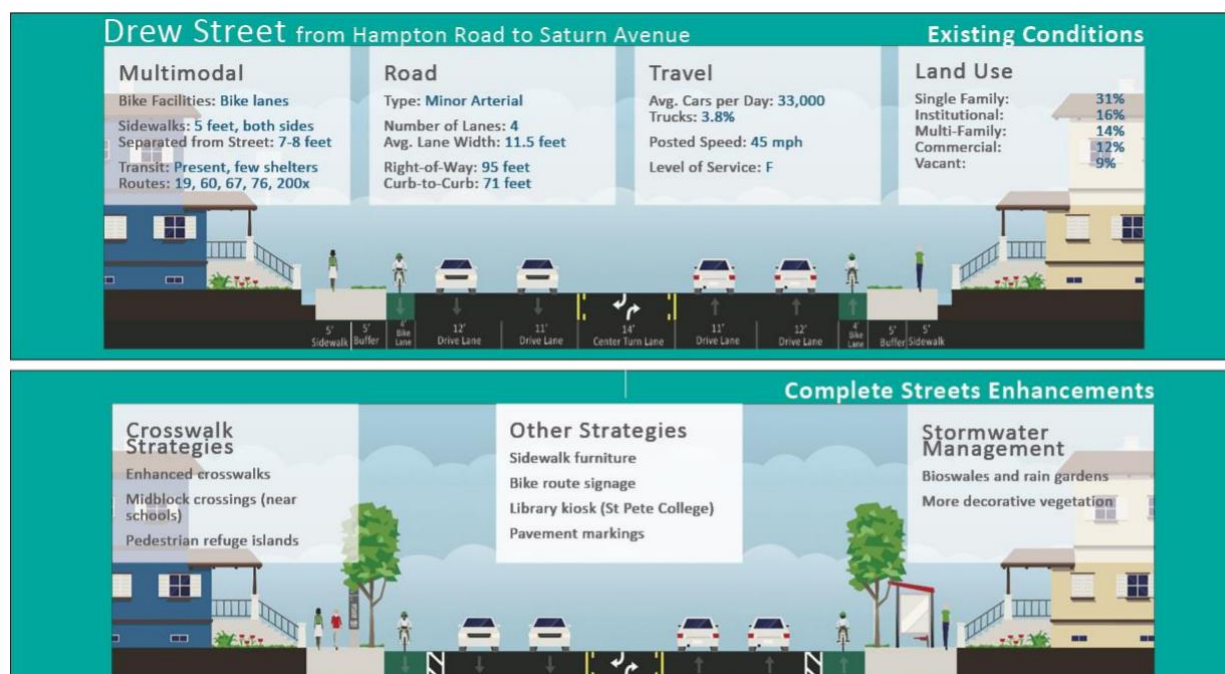 Drew Street from Hampton Road to Saturn Avenue
Existing Conditions
Multimodal
Bike Facilities: Bike lanes
Sidewalks: 5 feet, both sides
Separated from Street: 7-8 feet
Transit: Present, few shelters
Routes: 19, 60, 67, 76, 200x
Road
Type: Minor Arterial
Number of Lanes: 4
Avg. Lane Width: 11.5 feet
Right-of-Way: 95 feet
Curb-to-Curb: 71 feet
Travel
Avg. Cars per Day: 33,000
Trucks: 3.8%
Posted Speed: 45 mph
Level of Service: F
Land Use
Single Family: 31%
Institutional: 16%
Multi-Family: 14%
Commercial: 12%
Vacant: 9%
5' Sidewalk
5' Buffer
4' Bike Lane
12' Drive Lane
11' Drive Lane
14' Center Turn Lane
11' Drive Lane
12' Drive Lane
4' Bike Lane
5' Buffer
5' Sidewalk
Complete Streets Enhancements
Crosswalk
Strategies
Enhanced crosswalks
Midblock crossings (near
schools)
Pedestrian refuge islands
Other Strategies
Sidewalk furniture
Bike route signage
Library kiosk (St Pete College)
Pavement markings
Stormwater
Management
Bioswales and rain gardens
More decorative vegetation